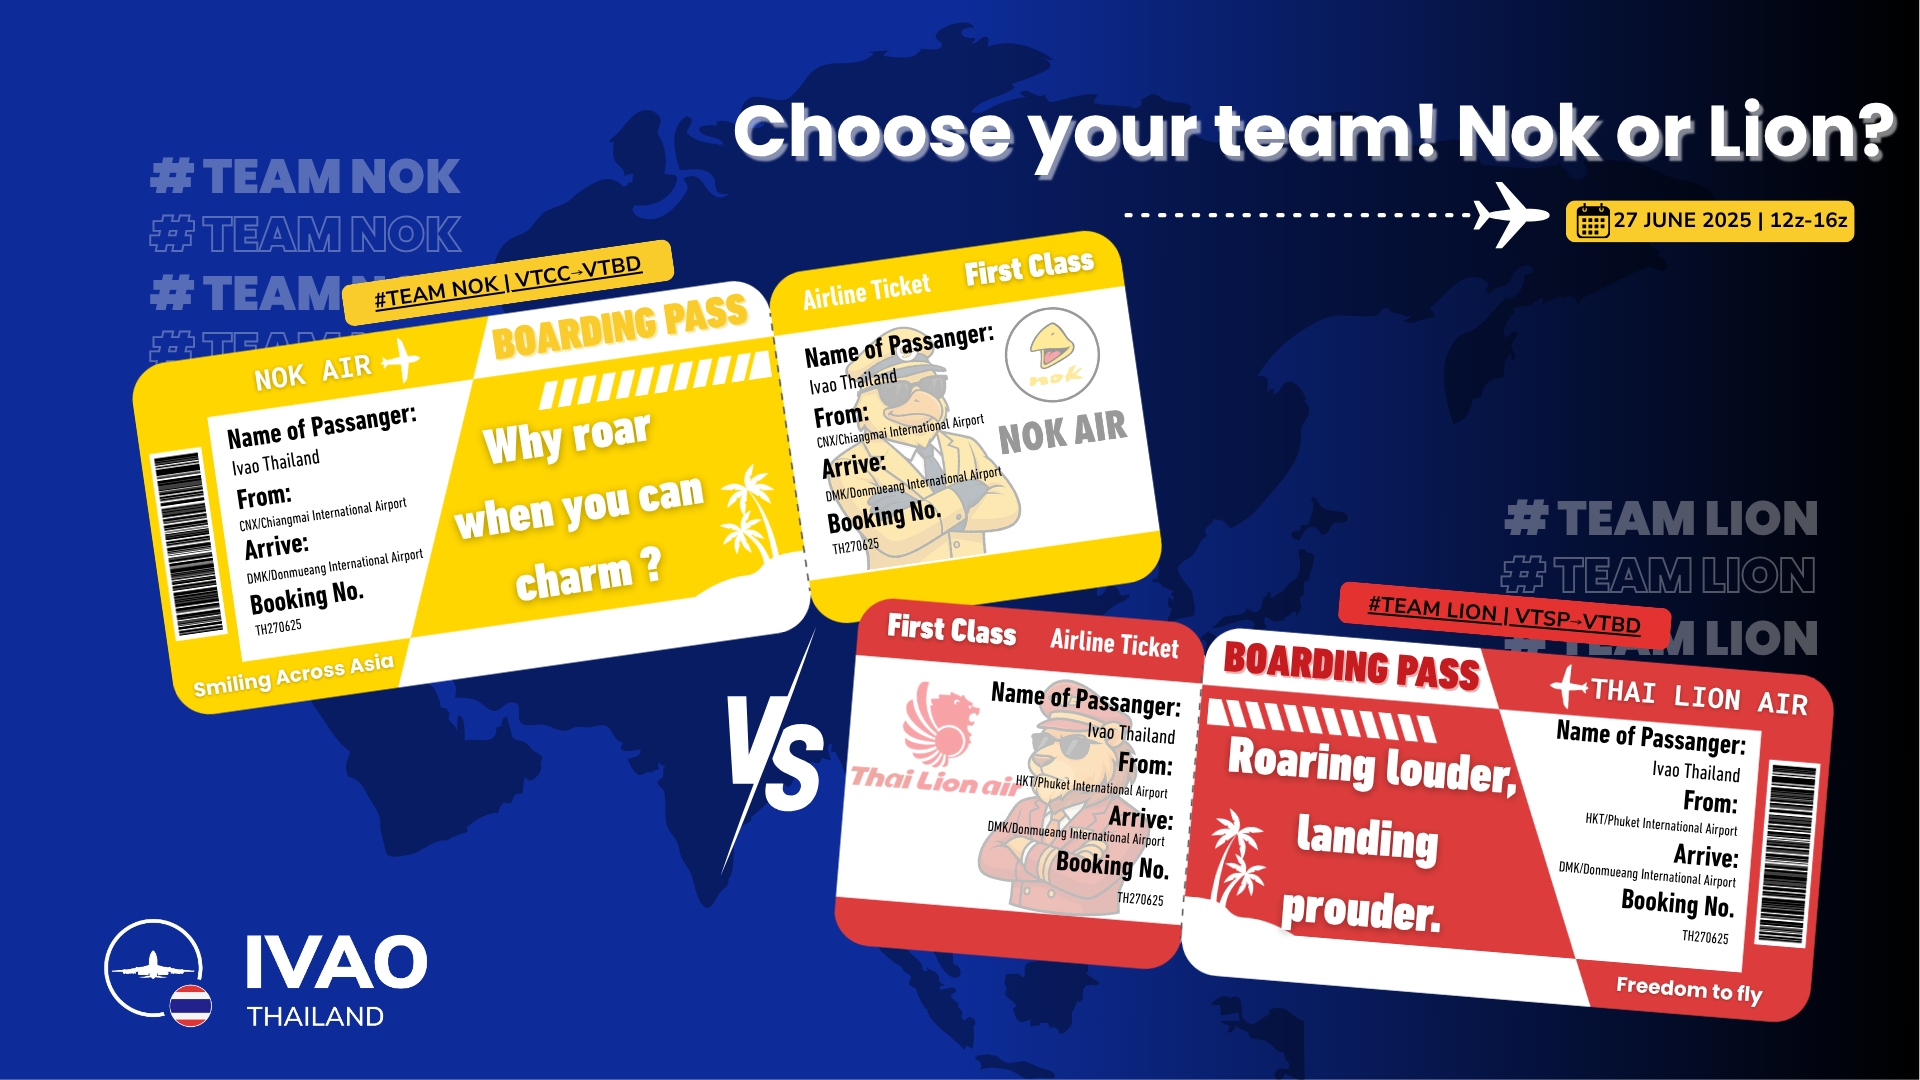 Choose your team! Nok or Lion?
27 JUNE 2025 | 12z-16z
# TEAM NOK
# TEAM NOK
# TEAM NOK
# TEAM NOK
#TEAM NOK | VTCC→VTBD
NOK AIR
BOARDING PASS
Name of Passanger:
Ivao Thailand
From:
CNX/Chiangmai International Airport
Arrive:
DMK/Donmueang International Airport
Booking No.
TH270625
Smiling Across Asia
Why roar
when you can
charm ?
Airline Ticket
First Class
Name of Passanger:
Ivao Thailand
From:
CNX/Chiangmai International Airport
Arrive:
DMK/Donmueang International Airport
Booking No.
TH270625
nok
NOK AIR
VS
# TEAM LION
# TEAM LION
# TEAM LION
#TEAM LION | VTSP→VTBD
First Class
Airline Ticket
Thai Lion air
Name of Passanger:
Ivao Thailand
From:
HKT/Phuket International Airport
Arrive:
DMK/Donmueang International Airport
Booking No.
TH270625
BOARDING PASS
THAI LION AIR
Roaring louder,
landing
prouder.
Name of Passanger:
Ivao Thailand
From:
HKT/Phuket International Airport
Arrive:
DMK/Donmueang International Airport
Booking No.
TH270625
Freedom to fly
IVAO
THAILAND